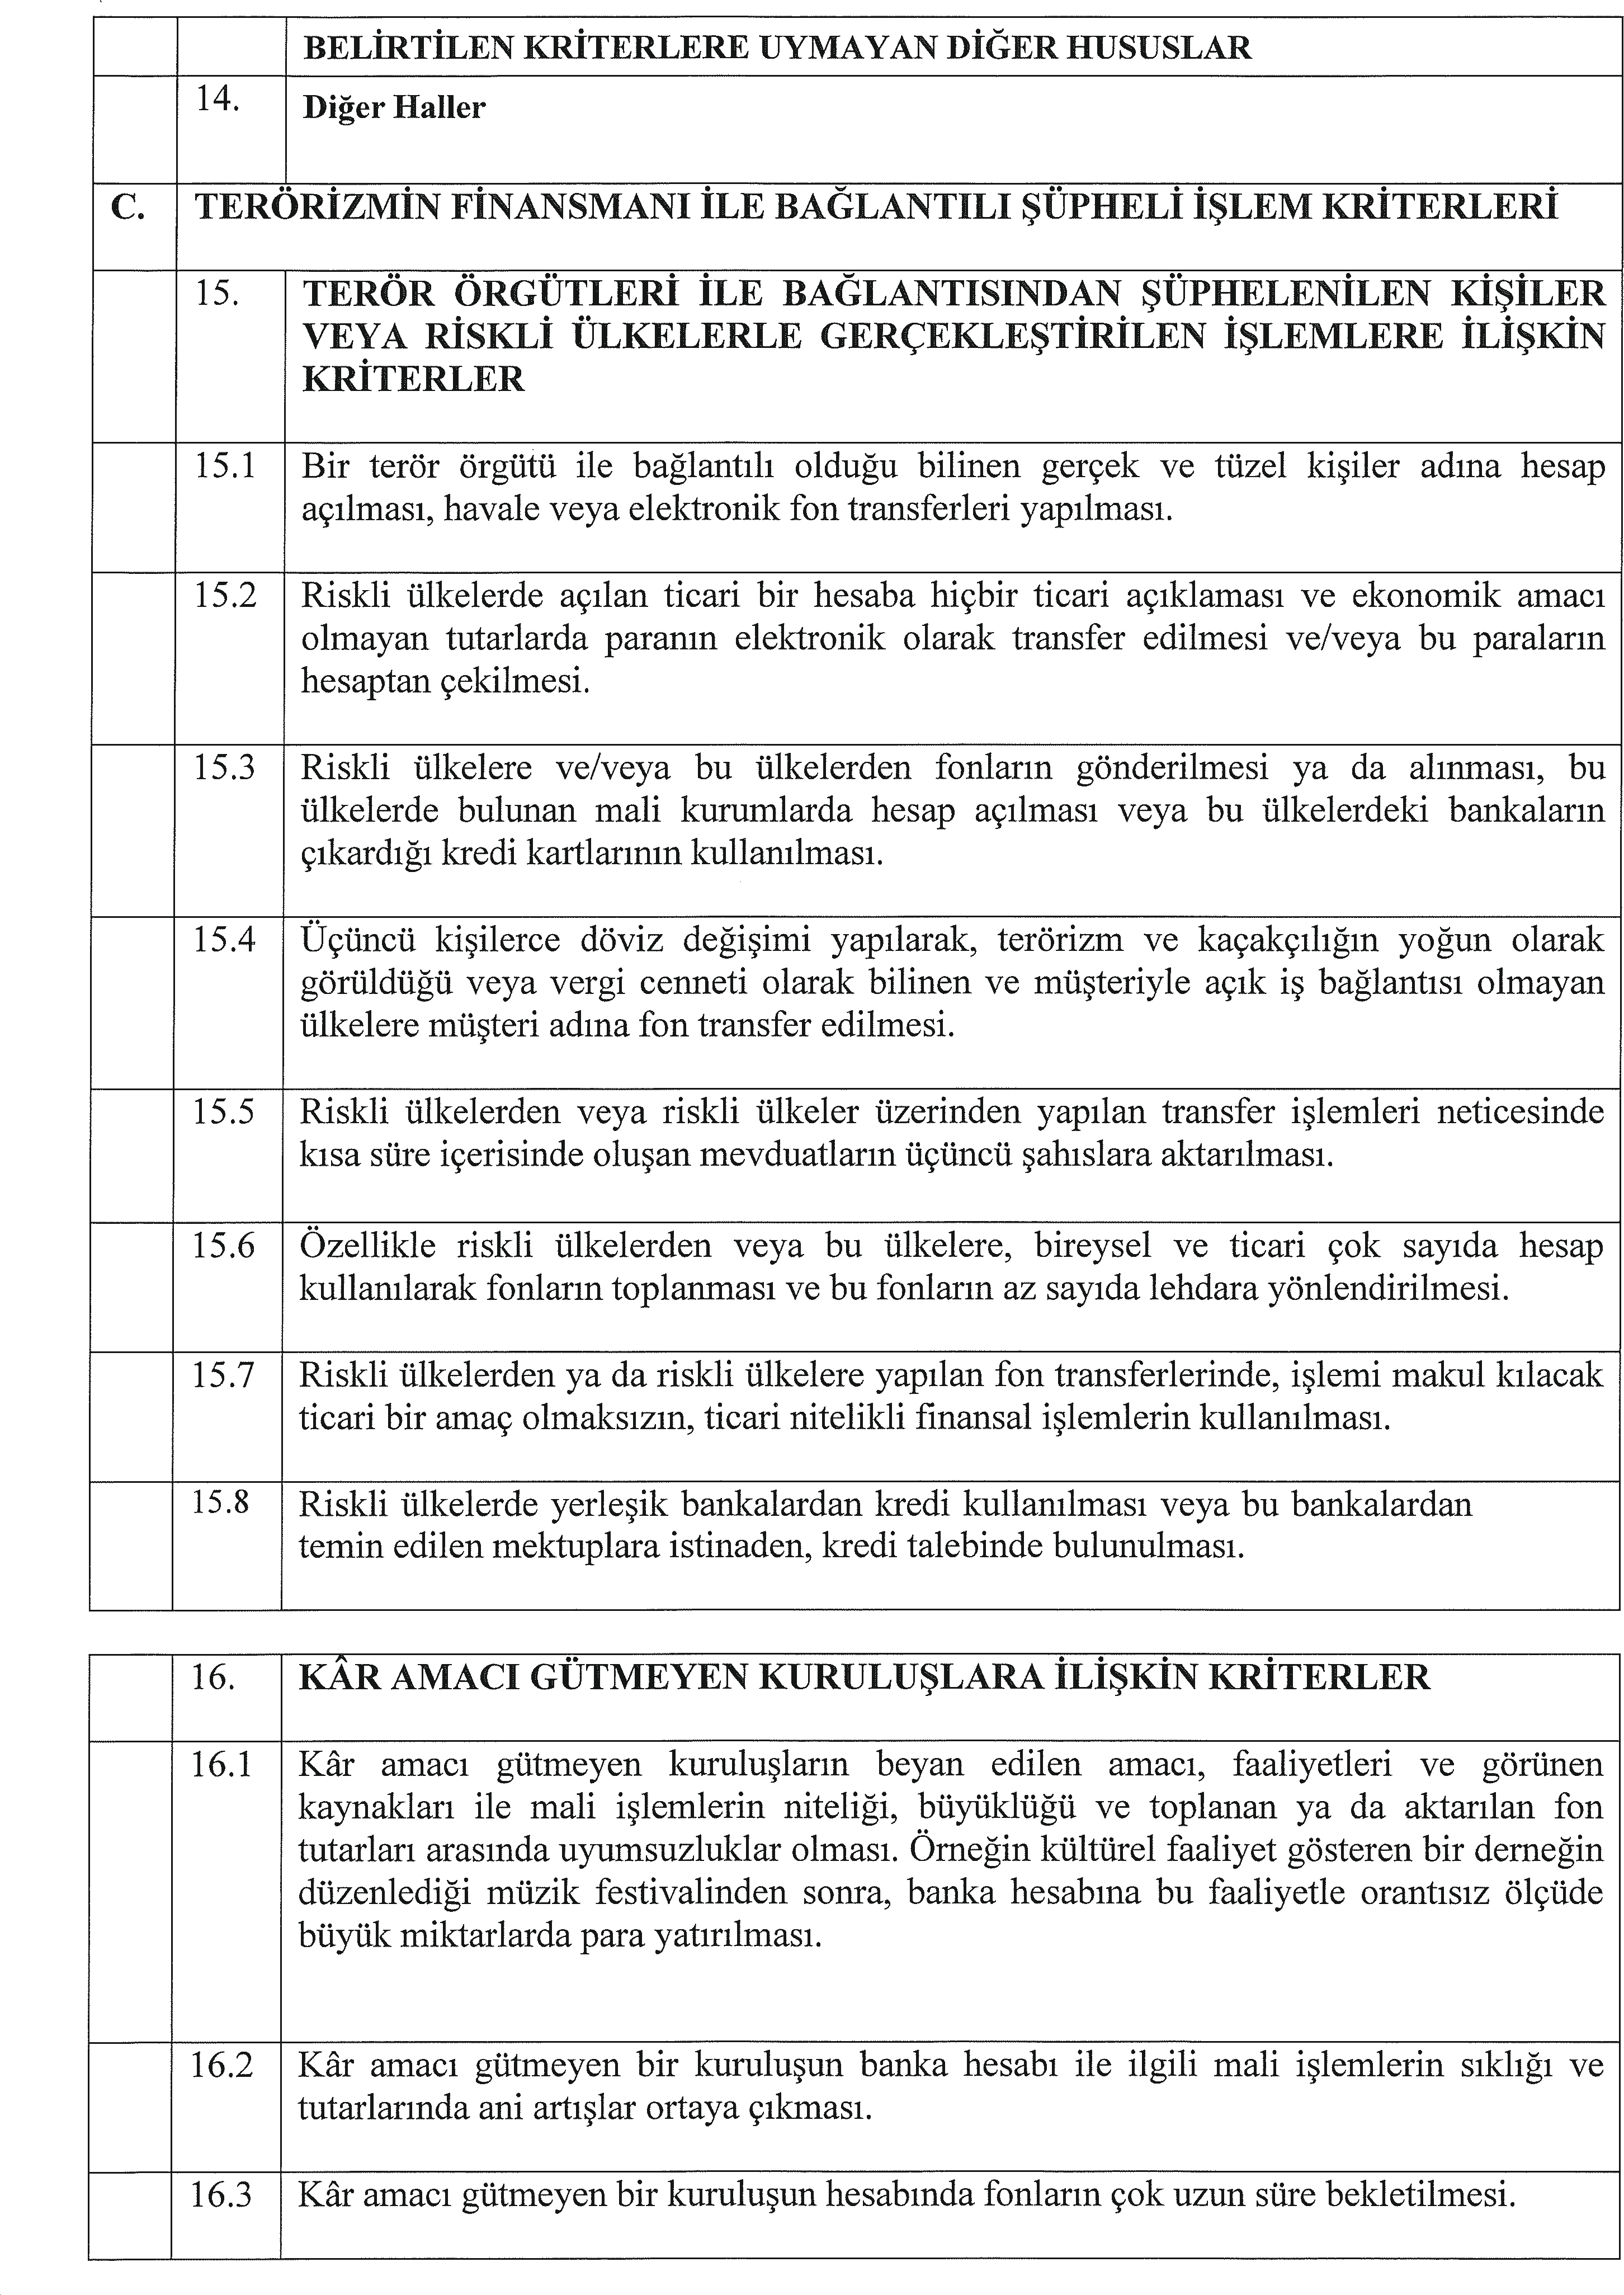 BELİRTİLEN KRİTERLERE UYMAYAN DİĞER HUSUSLAR
14. Diğer Haller
C. TERÖRİZMİN FİNANSMANI İLE BAĞLANTILI ŞÜPHELİ İŞLEM KRİTERLERİ
15. TERÖR ÖRGÜTLERİ İLE BAĞLANTISINDAN ŞÜPHELENİLEN KİŞİLER
VEYA RİSKLİ ÜLKELERLE GERÇEKLEŞTİRİLEN İŞLEMLERE İLİŞKİN
KRİTERLER
15.1 Bir terör örgütü ile bağlantılı olduğu bilinen gerçek ve tüzel kişiler adına hesap
açılması, havale veya elektronik fon transferleri yapılması.
15.2 Riskli ülkelerde açılan ticari bir hesaba hiçbir ticari açıklaması ve ekonomik amacı
olmayan tutarlarda paranın elektronik olarak transfer edilmesi ve/veya bu paraların
hesaptan çekilmesi.
15.3 Riskli ülkelere ve/veya bu ülkelerden fonların gönderilmesi ya da alınması, bu
ülkelerde bulunan mali kurumlarda hesap açılması veya bu ülkelerdeki bankaların
çıkardığı kredi kartlarının kullanılması.
15.4 Üçüncü kişilerce döviz değişimi yapılarak, terörizm ve kaçakçılığın yoğun olarak
görüldüğü veya vergi cenneti olarak bilinen ve müşteriyle açık iş bağlantısı olmayan
ülkelere müşteri adına fon transfer edilmesi.
15.5 Riskli ülkelerden veya riskli ülkeler üzerinden yapılan transfer işlemleri neticesinde
kısa süre içerisinde oluşan mevduatların üçüncü şahıslara aktarılması.
15.6 Özellikle riskli ülkelerden veya bu ülkelere, bireysel ve ticari çok sayıda hesap
kullanılarak fonların toplanması ve bu fonların az sayıda lehdara yönlendirilmesi.
15.7 Riskli ülkelerden ya da riskli ülkelere yapılan fon transferlerinde, işlemi makul kılacak
ticari bir amaç olmaksızın, ticari nitelikli finansal işlemlerin kullanılması.
15.8 Riskli ülkelerde yerleşik bankalardan kredi kullanılması veya bu bankalardan
temin edilen mektuplara istinaden, kredi talebinde bulunulması.
16. KÂR AMACI GÜTMEYEN KURULUŞLARA İLİŞKİN KRİTERLER
16.1 Kâr amacı gütmeyen kuruluşların beyan edilen amacı, faaliyetleri ve görünen
kaynakları ile mali işlemlerin niteliği, büyüklüğü ve toplanan ya da aktarılan fon
tutarları arasında uyumsuzluklar olması. Örneğin kültürel faaliyet gösteren bir derneğin
düzenlediği müzik festivalinden sonra, banka hesabına bu faaliyetle orantısız ölçüde
büyük miktarlarda para yatırılması.
16.2 Kâr amacı gütmeyen bir kuruluşun banka hesabı ile ilgili mali işlemlerin sıklığı ve
tutarlarında ani artışlar ortaya çıkması.
16.3 Kâr amacı gütmeyen bir kuruluşun hesabında fonların çok uzun süre bekletilmesi.